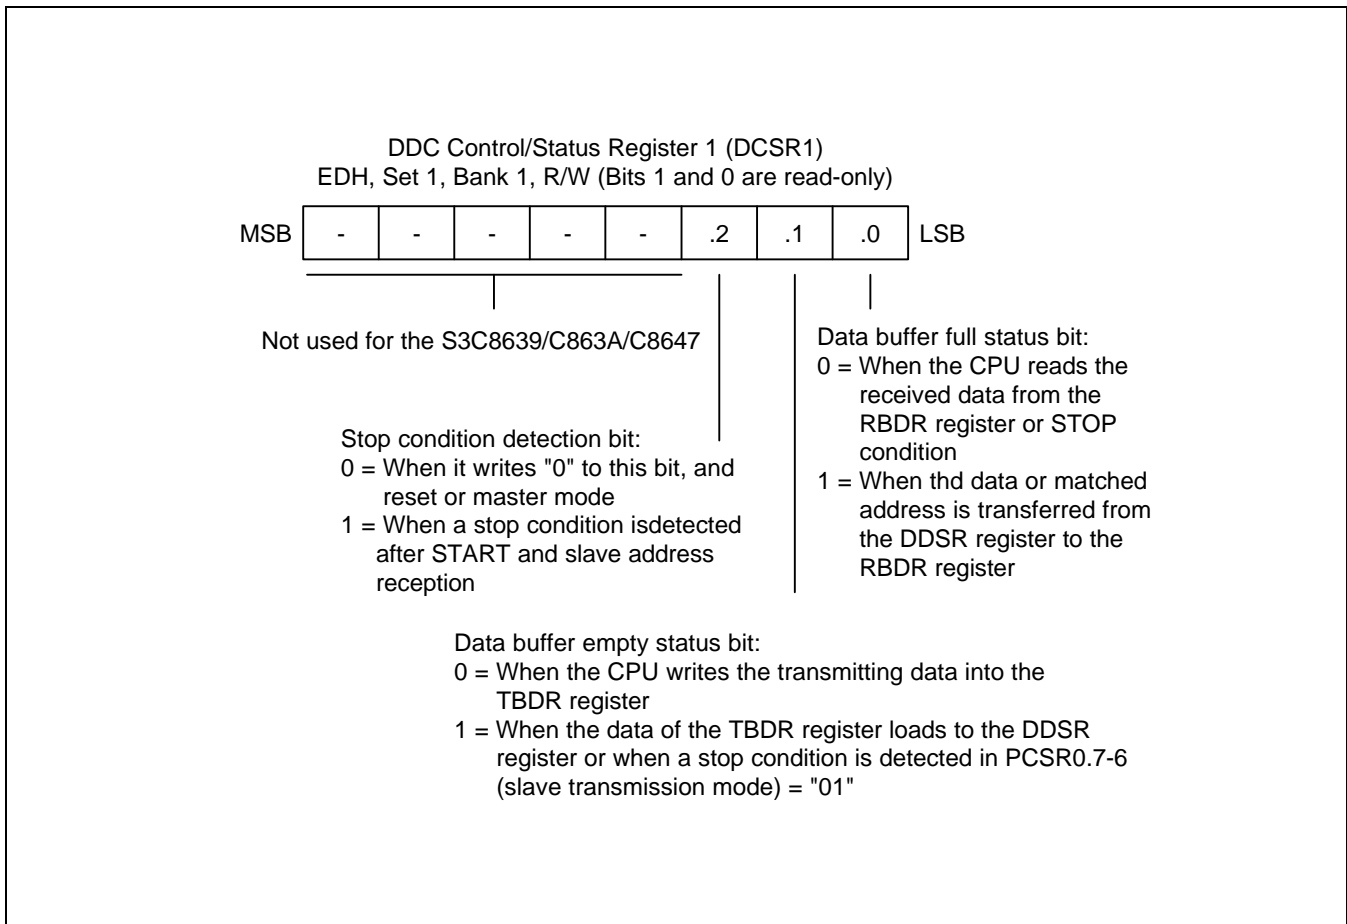 DDC Control/Status Register 1 (DCSR1)
EDH, Set 1, Bank 1, R/W (Bits 1 and 0 are read-only)
MSB - - - - - .2 .1 .0 LSB
Not used for the S3C8639/C863A/C8647
Stop condition detection bit:
0 = When it writes "0" to this bit, and
reset or master mode
1 = When a stop condition isdetected
after START and slave address
reception
Data buffer full status bit:
0 = When the CPU reads the
received data from the
RBDR register or STOP
condition
1 = When thd data or matched
address is transferred from
the DDSR register to the
RBDR register
Data buffer empty status bit:
0 = When the CPU writes the transmitting data into the
TBDR register
1 = When the data of the TBDR register loads to the DDSR
register or when a stop condition is detected in PCSR0.7-6
(slave transmission mode) = "01"